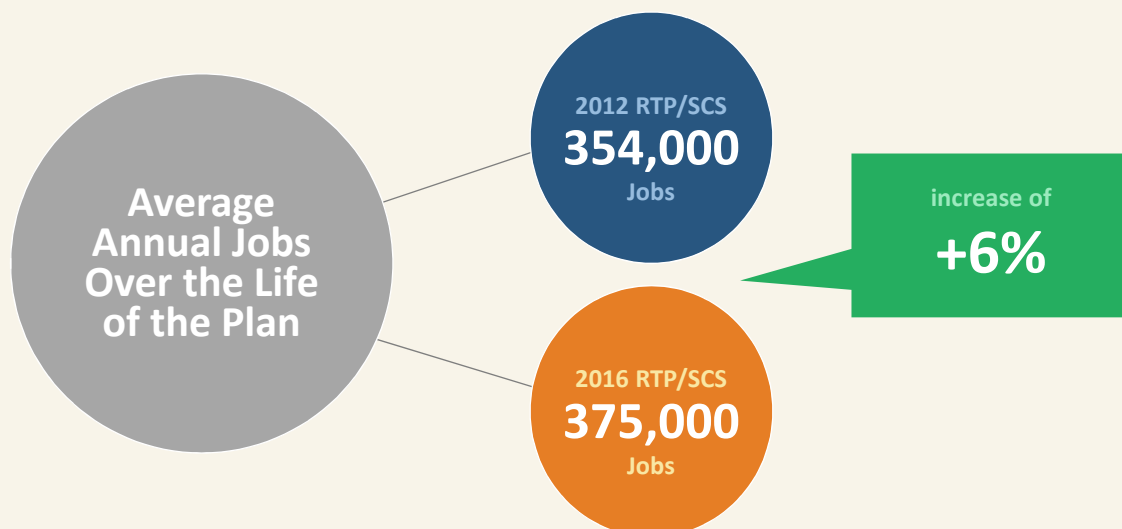 Average
Annual Jobs
Over the Life
of the Plan
2012 RTP/SCS
354,000
Jobs
increase of
+6%
2016 RTP/SCS
375,000
Jobs